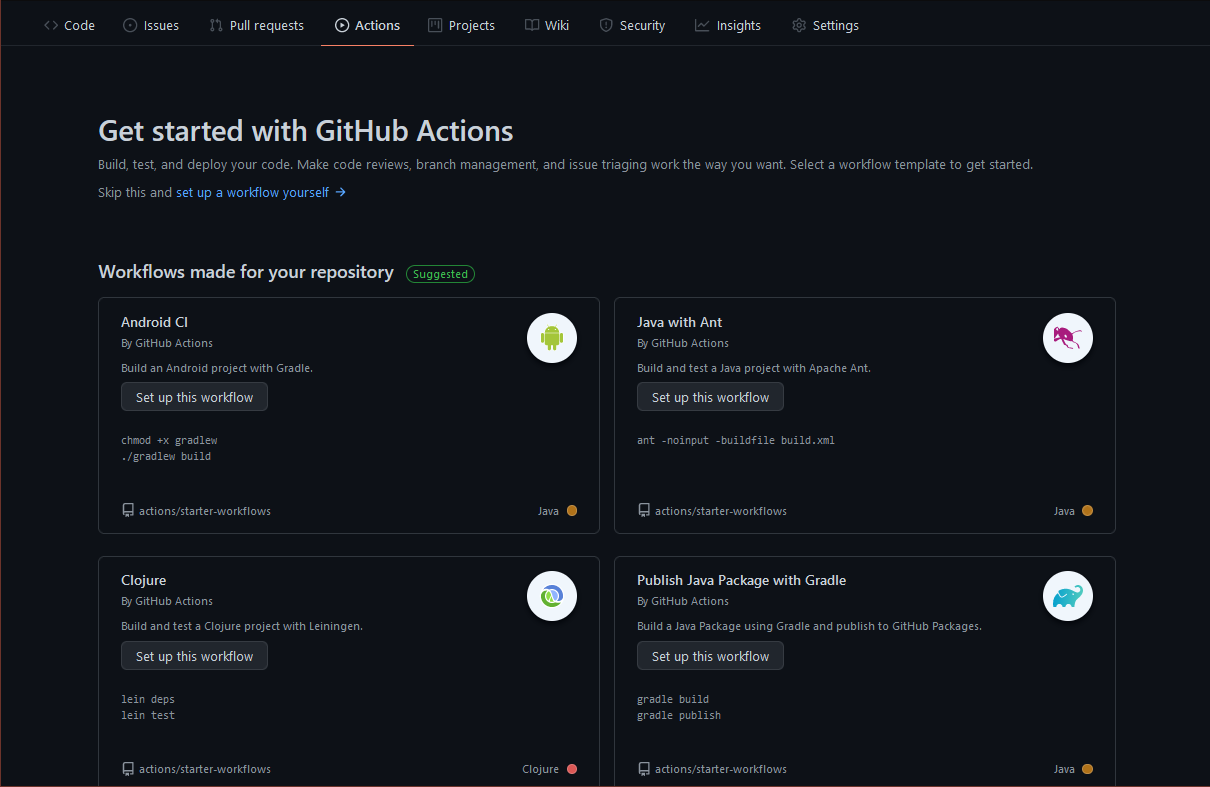 Code Issues Pull requests Actions Projects Wiki Security Insights Settings
Get started with GitHub Actions
Build, test, and deploy your code. Make code reviews, branch management, and issue triaging work the way you want. Select a workflow template to get started.
Skip this and set up a workflow yourself →
Workflows made for your repository Suggested
Android CI
By GitHub Actions
Build an Android project with Gradle.
Set up this workflow
chmod +x gradlew
./gradlew build
actions/starter-workflows Java
Java with Ant
By GitHub Actions
Build and test a Java project with Apache Ant.
Set up this workflow
ant -noinput -buildfile build.xml
actions/starter-workflows Java
Clojure
By GitHub Actions
Build and test a Clojure project with Leiningen.
Set up this workflow
lein deps
lein test
actions/starter-workflows Clojure
Publish Java Package with Gradle
By GitHub Actions
Build a Java Package using Gradle and publish to GitHub Packages.
Set up this workflow
gradle build
gradle publish
actions/starter-workflows Java